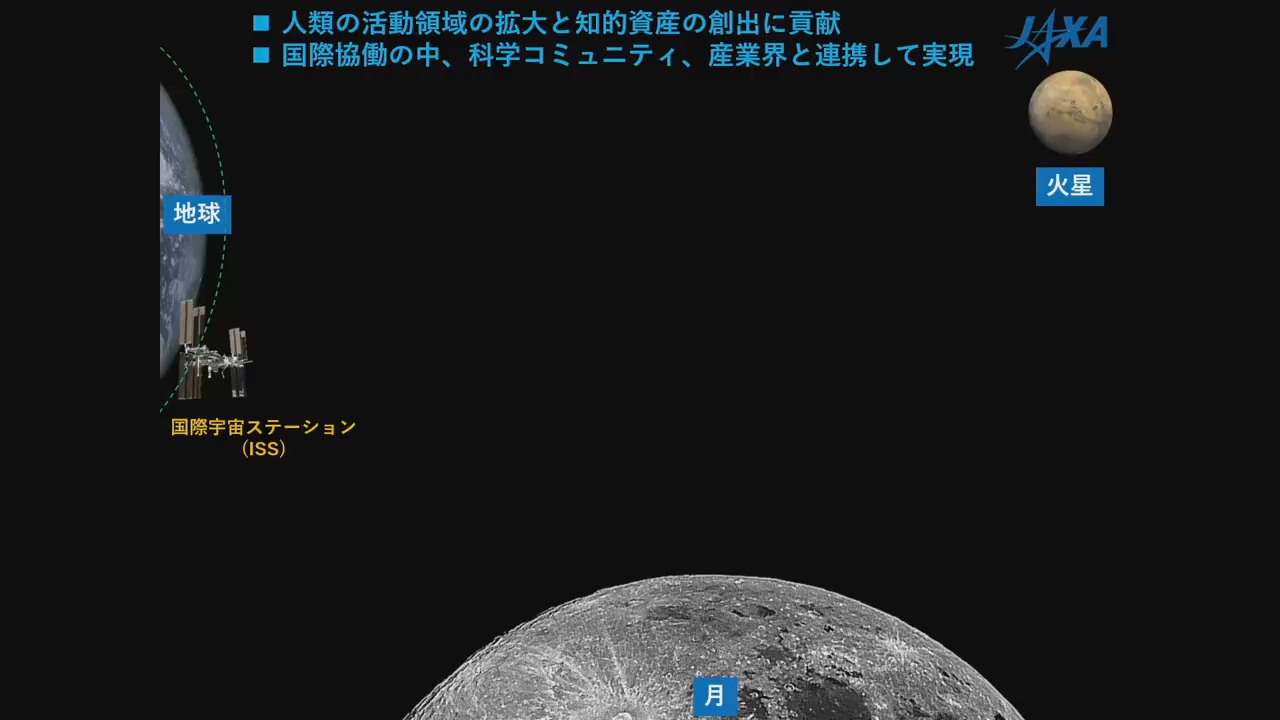 ■ 人類の活動領域の拡大と知的資産の創出に貢献
■ 国際協働の中、科学コミュニティ、産業界と連携して実現
JAXA
火星
地球
国際宇宙ステーション
（ISS）
月